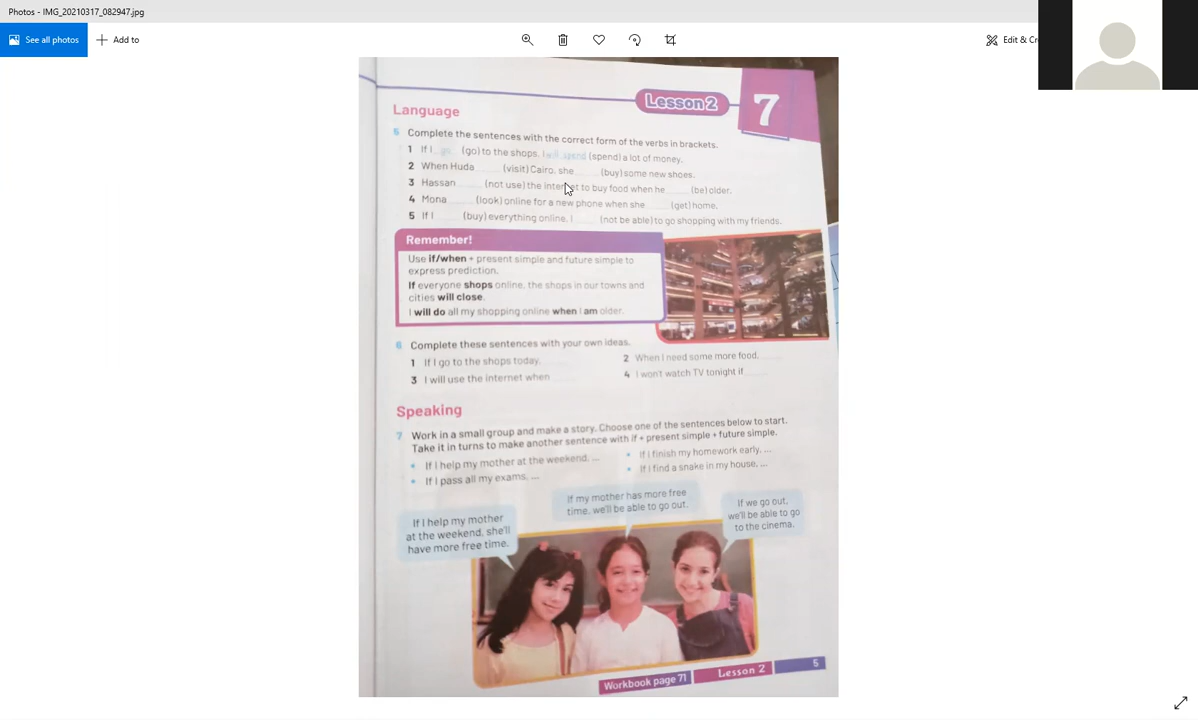 Photos - IMG_20210317_082947.jpg
See all photos
Add to
Edit & Cr
Lesson 2
7
Language
5 Complete the sentences with the correct form of the verbs in brackets.
1 If I go (go) to the shops, I will spend (spend) a lot of money.
2 When Huda (visit) Cairo, she (buy) some new shoes.
3 Hassan (not use) the internet to buy food when he (be) older.
4 Mona (look) online for a new phone when she (get) home.
5 If I (buy) everything online, I (not be able) to go shopping with my friends.
Remember!
Use if/when + present simple and future simple to
express prediction.
If everyone shops online, the shops in our towns and
cities will close.
I will do all my shopping online when I am older.
6 Complete these sentences with your own ideas.
1 If I go to the shops today,
2 When I need some more food,
3 I will use the internet when
4 I won't watch TV tonight if
Speaking
7 Work in a small group and make a story. Choose one of the sentences below to start.
Take it in turns to make another sentence with if + present simple + future simple.
• If I help my mother at the weekend, ...
• If I finish my homework early, ...
• If I pass all my exams, ...
• If I find a snake in my house, ...
If I help my mother
at the weekend, she'll
have more free time.
If my mother has more free
time, we'll be able to go out.
If we go out,
we'll be able to go
to the cinema.
Workbook page 71
Lesson 2
5